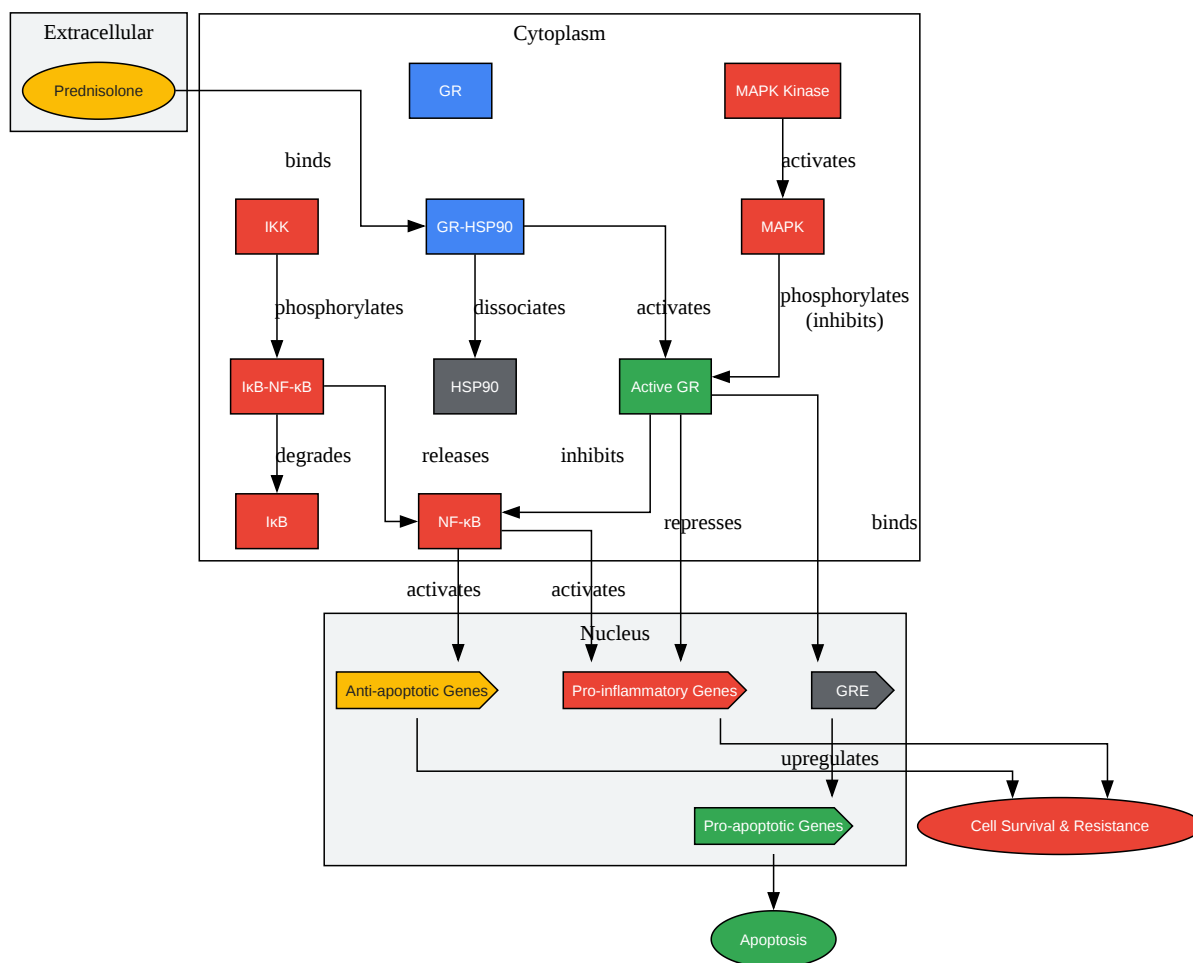 Extracellular
Cytoplasm
Prednisolone
GR
MAPK Kinase
binds
activates
IKK
GR-HSP90
MAPK
phosphorylates
dissociates
activates
phosphorylates
(inhibits)
IκB-NF-κB
HSP90
Active GR
degrades
releases
inhibits
IκB
NF-κB
represses
binds
activates
activates
Nucleus
Anti-apoptotic Genes
Pro-inflammatory Genes
GRE
upregulates
Pro-apoptotic Genes
Cell Survival & Resistance
Apoptosis